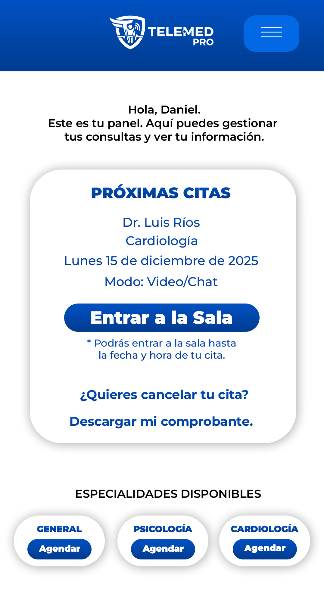 TELEMED
PRO
Hola, Daniel.
Este es tu panel. Aquí puedes gestionar
tus consultas y ver tu información.
PRÓXIMAS CITAS
Dr. Luis Ríos
Cardiología
Lunes 15 de diciembre de 2025
Modo: Video/Chat
Entrar a la Sala
* Podrás entrar a la sala hasta
la fecha y hora de tu cita.
¿Quieres cancelar tu cita?
Descargar mi comprobante.
ESPECIALIDADES DISPONIBLES
GENERAL PSICOLOGÍA CARDIOLOGÍA
Agendar Agendar Agendar